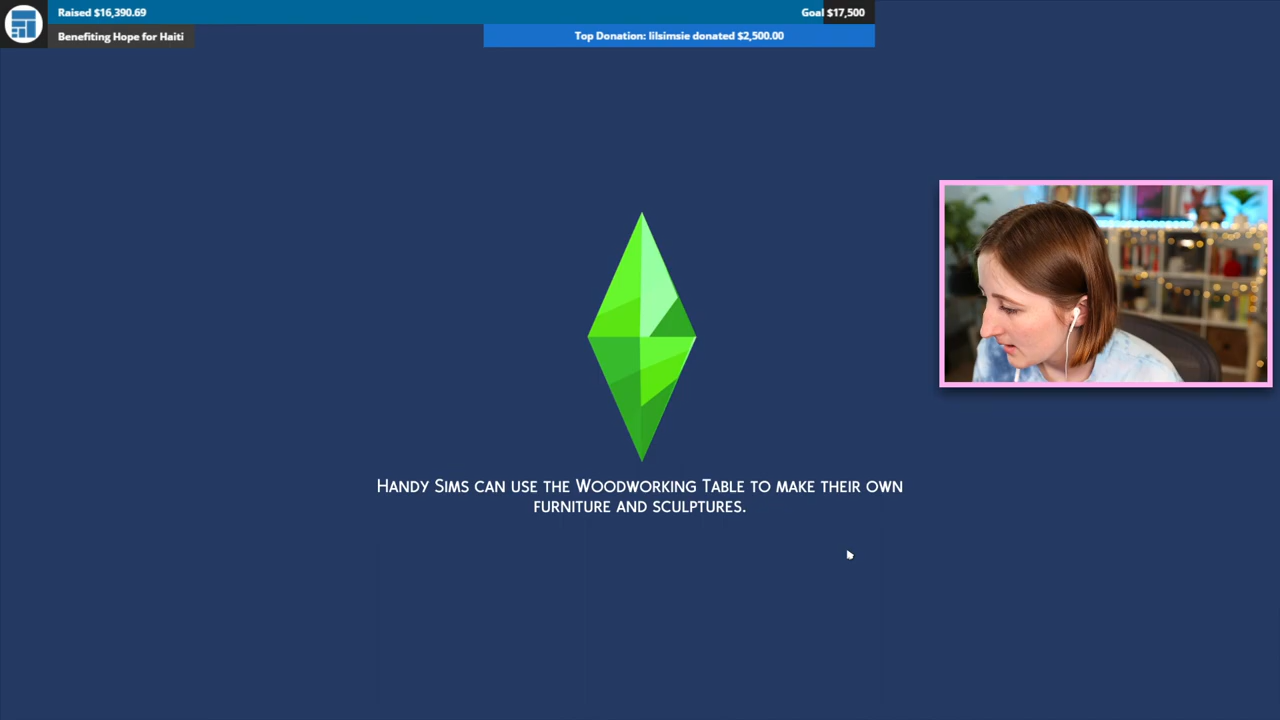 Raised $16,390.69
Goal $17,500
Benefiting Hope for Haiti
Top Donation: lilsimsie donated $2,500.00
HANDY SIMS CAN USE THE WOODWORKING TABLE TO MAKE THEIR OWN
FURNITURE AND SCULPTURES.